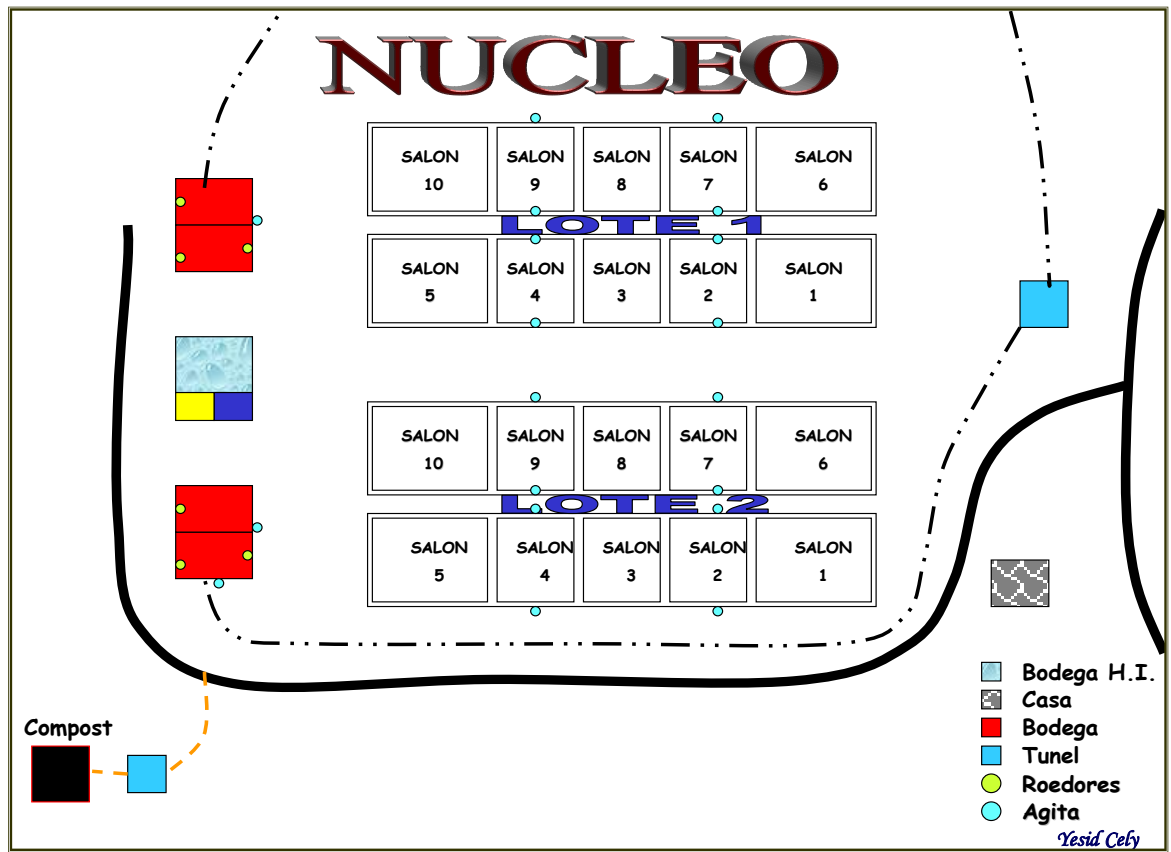 NUCLEO
SALON SALON SALON SALON SALON
10 9 8 7 6
LOTE 1
SALON SALON SALON SALON SALON
5 4 3 2 1
SALON SALON SALON SALON SALON
10 9 8 7 6
LOTE 2
SALON SALON SALON SALON SALON
5 4 3 2 1
Compost
Bodega H.I.
Casa
Bodega
Tunel
Roedores
Agita
Yesid Cely